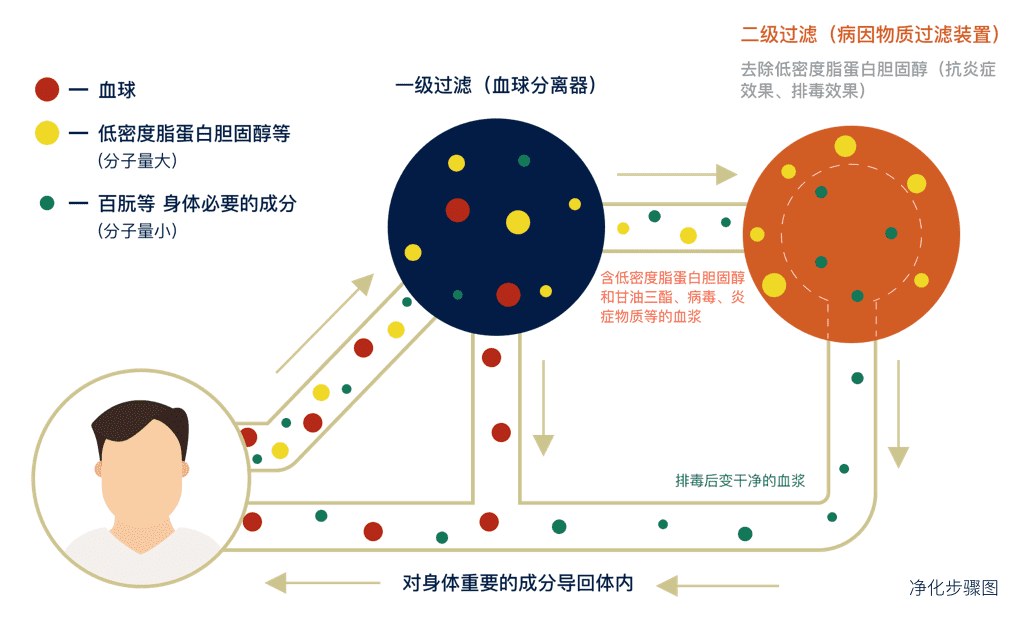 二级过滤（病因物质过滤装置）
去除低密度脂蛋白胆固醇（抗炎症
效果、排毒效果）
一级过滤（血球分离器）
血球
低密度脂蛋白胆固醇等
(分子量大)
百朊等 身体必要的成分
(分子量小)
含低密度脂蛋白胆固醇
和甘油三酯、病毒、炎
症物质等的血浆
排毒后变干净的血浆
对身体重要的成分导回体内
净化步骤图